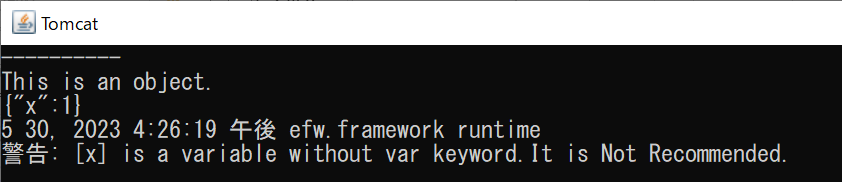 Tomcat
----------
This is an object.
{"x":1}
5 30, 2023 4:26:19 午後 efw.framework runtime
警告: [x] is a variable without var keyword.It is Not Recommended.